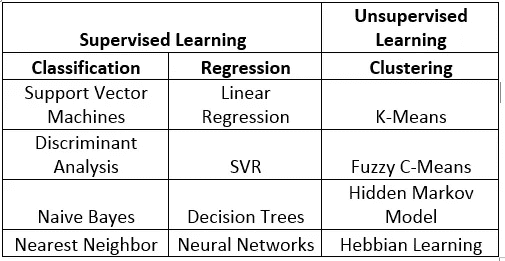 Supervised Learning
Unsupervised
Learning
Classification
Regression
Clustering
Support Vector
Machines
Linear
Regression
K-Means
Discriminant
Analysis
SVR
Fuzzy C-Means
Naive Bayes
Decision Trees
Hidden Markov
Model
Nearest Neighbor
Neural Networks
Hebbian Learning